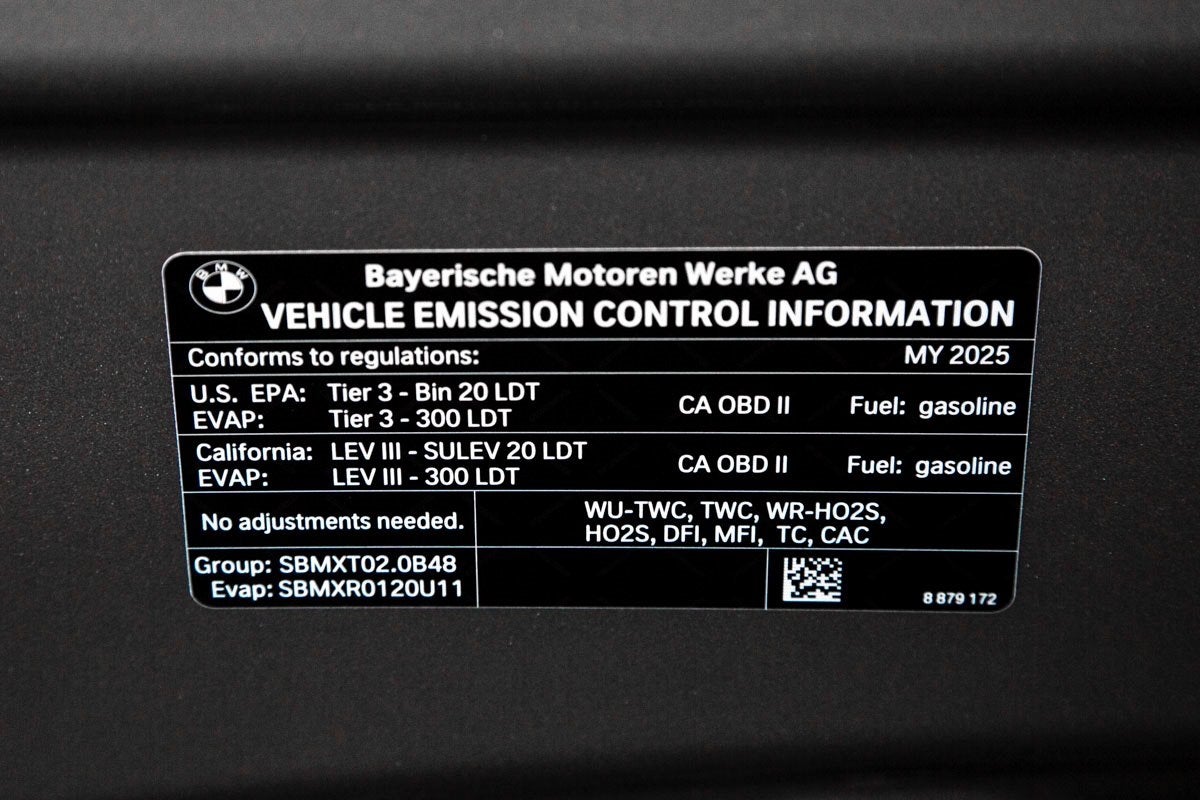 BMW
Bayerische Motoren Werke AG
VEHICLE EMISSION CONTROL INFORMATION
Conforms to regulations: MY 2025
U.S. EPA: Tier 3 - Bin 20 LDT
EVAP: Tier 3 - 300 LDT
CA OBD II Fuel: gasoline
California: LEV III - SULEV 20 LDT
EVAP: LEV III - 300 LDT
CA OBD II Fuel: gasoline
No adjustments needed.
WU-TWC, TWC, WR-HO2S,
HO2S, DFI, MFI, TC, CAC
Group: SBMXT02.0B48
Evap: SBMXR0120U11
8 879 172